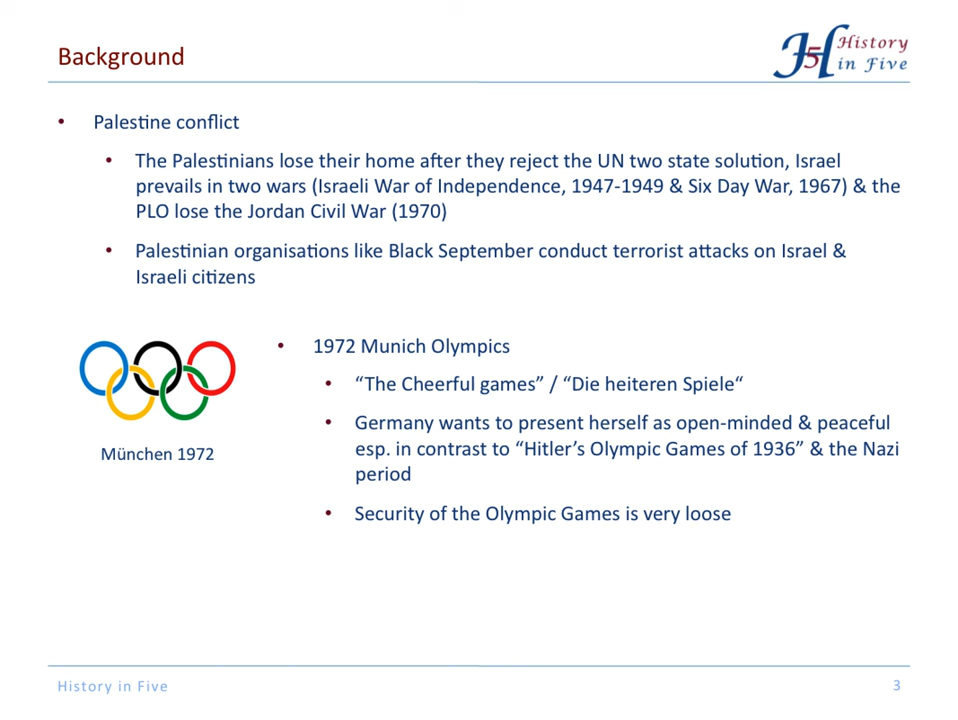 Background
H5 History
in Five
• Palestine conflict
• The Palestinians lose their home after they reject the UN two state solution, Israel
prevails in two wars (Israeli War of Independence, 1947-1949 & Six Day War, 1967) & the
PLO lose the Jordan Civil War (1970)
• Palestinian organisations like Black September conduct terrorist attacks on Israel &
Israeli citizens
• 1972 Munich Olympics
• “The Cheerful games” / “Die heiteren Spiele“
• Germany wants to present herself as open-minded & peaceful
esp. in contrast to “Hitler’s Olympic Games of 1936” & the Nazi
period
• Security of the Olympic Games is very loose
München 1972
History in Five
3